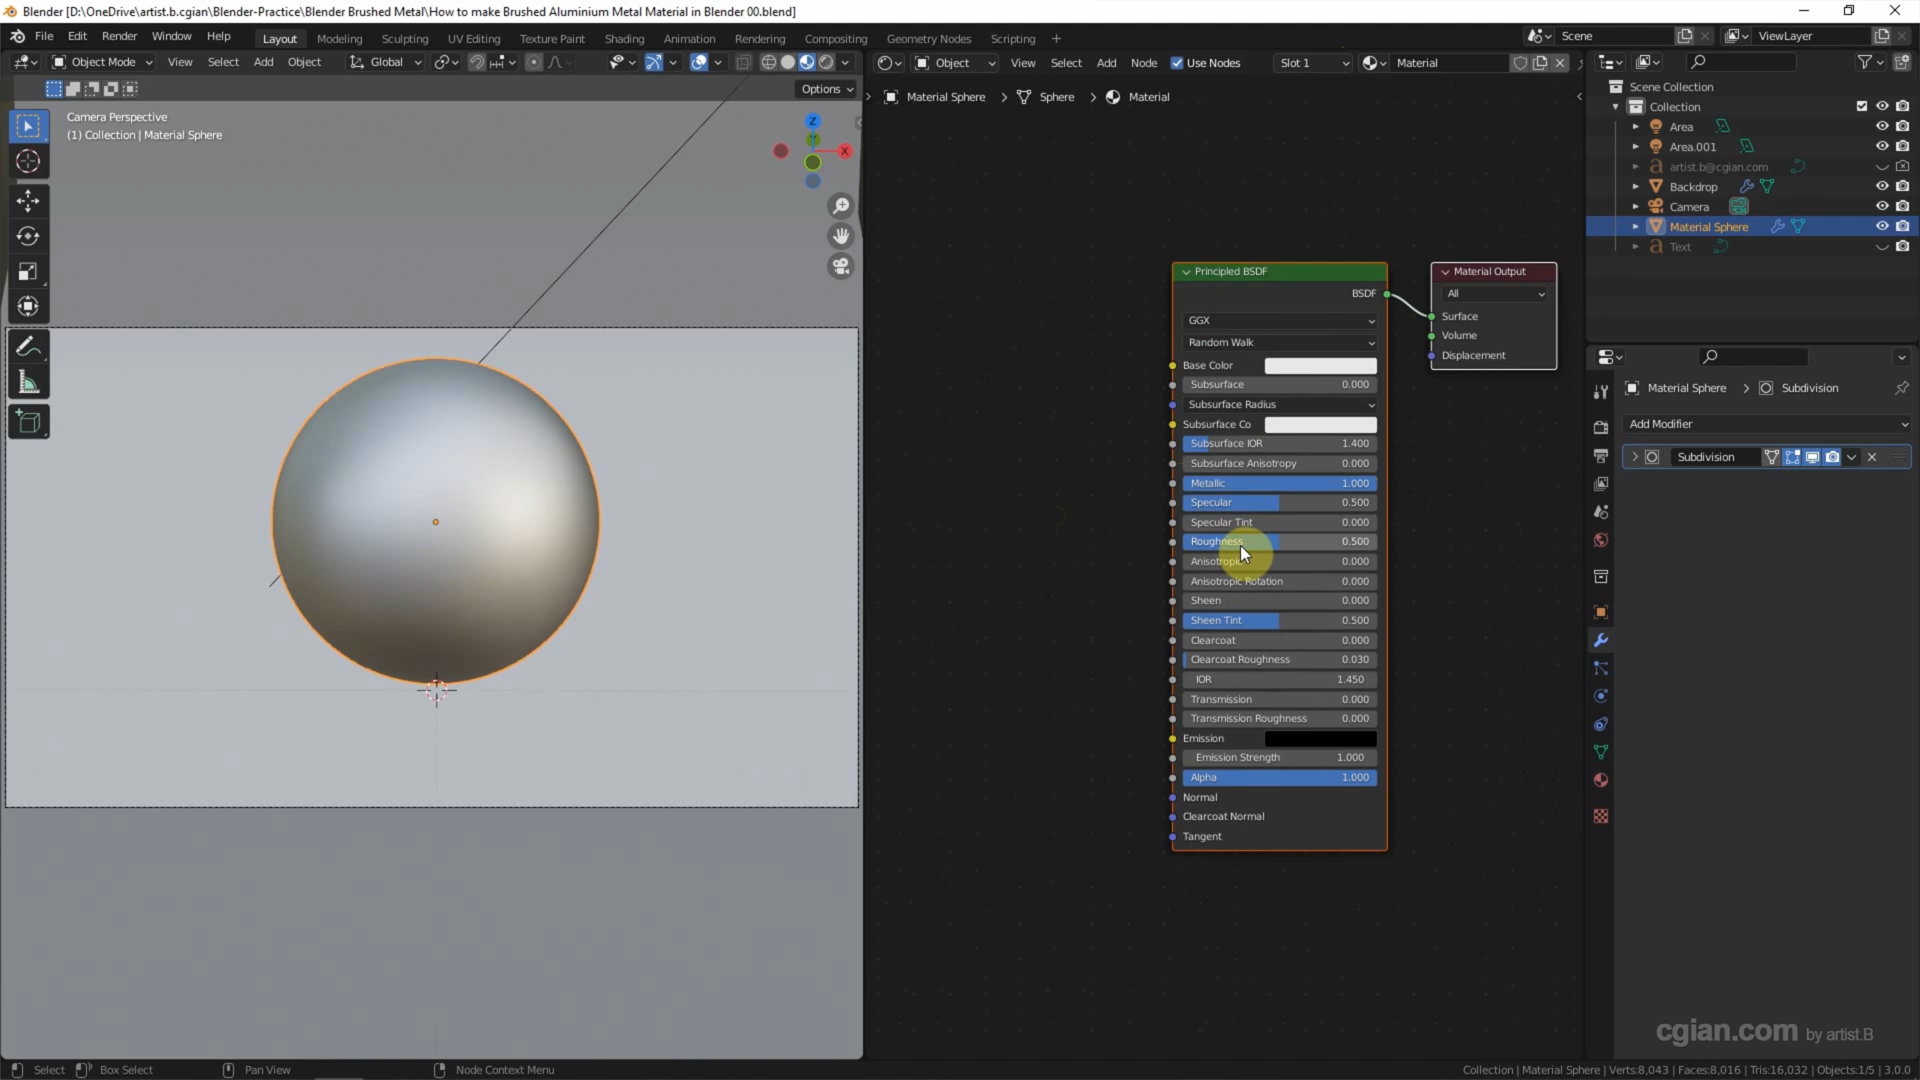 Blender [D:\OneDrive\artist.b.cgian\Blender-Practice\Blender Brushed Metal\How to make Brushed Aluminium Metal Material in Blender 00.blend]
File Edit Render Window Help Layout Modeling Sculpting UV Editing Texture Paint Shading Animation Rendering Compositing Geometry Nodes Scripting + Scene ViewLayer
Object Mode View Select Add Object Global Object View Select Add Node Use Nodes Slot 1 Material
Options
Material Sphere > Sphere > Material
Camera Perspective
(1) Collection | Material Sphere
Z
Y
X
Principled BSDF
BSDF
GGX
Random Walk
Base Color
Subsurface 0.000
Subsurface Radius
Subsurface Co
Subsurface IOR 1.400
Subsurface Anisotropy 0.000
Metallic 1.000
Specular 0.500
Specular Tint 0.000
Roughness 0.500
Anisotropic 0.000
Anisotropic Rotation 0.000
Sheen 0.000
Sheen Tint 0.500
Clearcoat 0.000
Clearcoat Roughness 0.030
IOR 1.450
Transmission 0.000
Transmission Roughness 0.000
Emission
Emission Strength 1.000
Alpha 1.000
Normal
Clearcoat Normal
Tangent
Material Output
All
Surface
Volume
Displacement
Scene Collection
Collection
Area
Area.001
artist.b@cgian.com
Backdrop
Camera
Material Sphere
Text
Material Sphere > Subdivision
Add Modifier
Subdivision
cgian.com by artist.B
Select Box Select Pan View Node Context Menu Collection | Material Sphere | Verts:8,043 | Faces:8,016 | Tris:16,032 | Objects:1/5 | 3.0.0